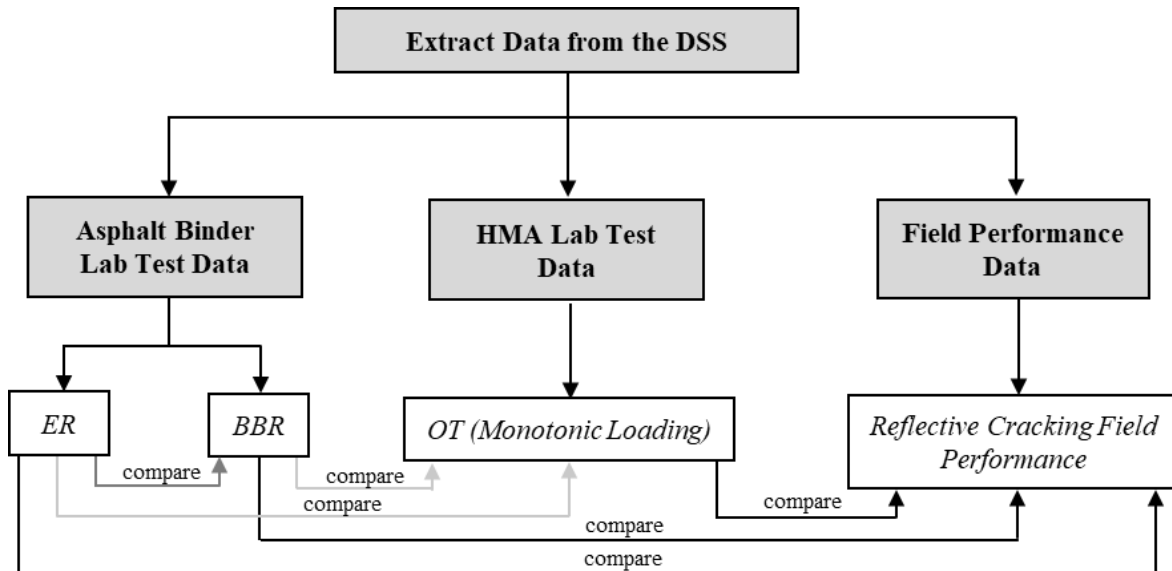 Extract Data from the DSS
Asphalt Binder
Lab Test Data
HMA Lab Test
Data
Field Performance
Data
ER
BBR
OT (Monotonic Loading)
Reflective Cracking Field
Performance
compare
compare
compare
compare
compare
compare